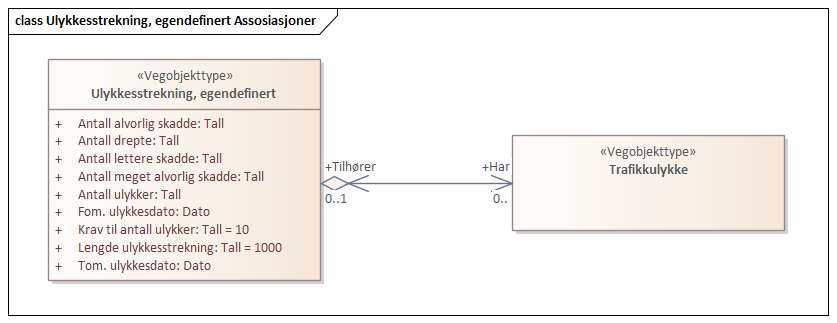 class Ulykkesstrekning, egendefinert Assosiasjoner
«Vegobjekttype»
Ulykkesstrekning, egendefinert
+ Antall alvorlig skadde: Tall
+ Antall drepte: Tall
+ Antall lettere skadde: Tall
+ Antall meget alvorlig skadde: Tall
+ Antall ulykker: Tall
+ Fom. ulykkesdato: Dato
+ Krav til antall ulykker: Tall = 10
+ Lengde ulykkesstrekning: Tall = 1000
+ Tom. ulykkesdato: Dato
+Tilhører
0..1
+Har
0..
«Vegobjekttype»
Trafikkulykke